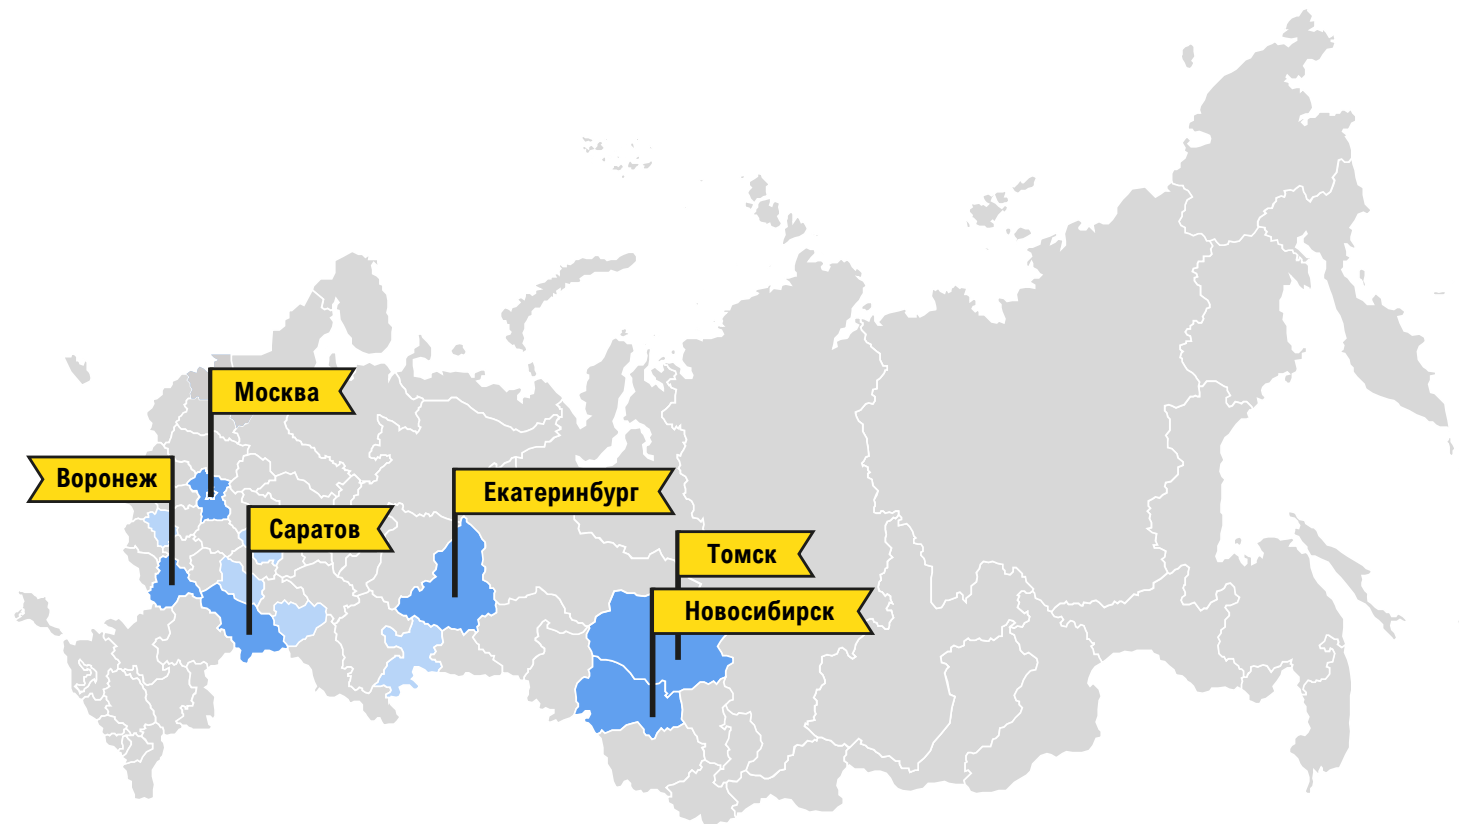 Москва
Воронеж
Екатеринбург
Саратов
Томск
Новосибирск